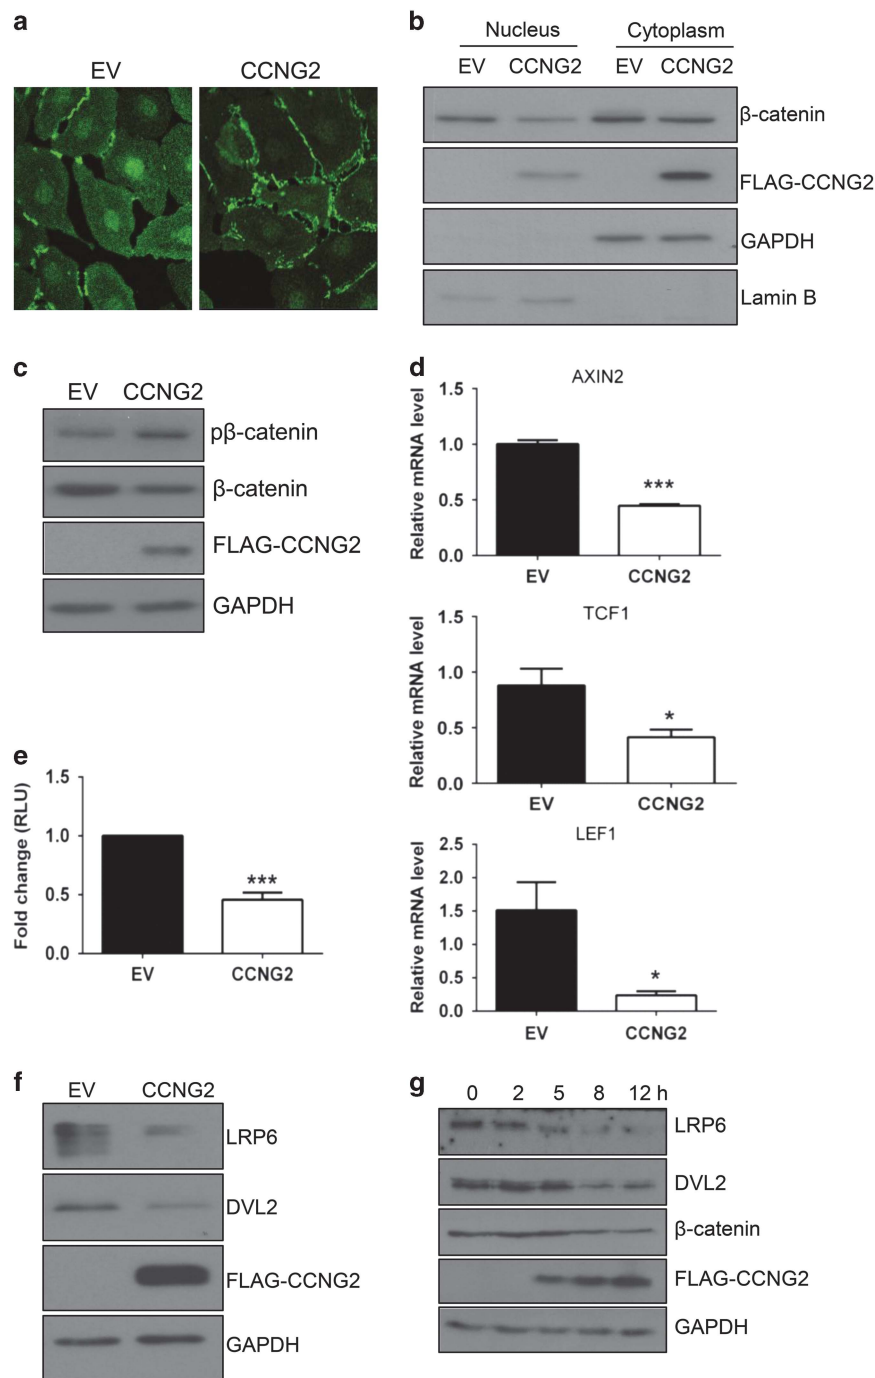 a
EV CCNG2
b
Nucleus Cytoplasm
EV CCNG2 EV CCNG2
β-catenin
FLAG-CCNG2
GAPDH
Lamin B
c
EV CCNG2
pβ-catenin
β-catenin
FLAG-CCNG2
GAPDH
d
AXIN2
Relative mRNA level
1.5
1.0
0.5
0.0
***
EV CCNG2
TCF1
Relative mRNA level
1.5
1.0
0.5
0.0
*
EV CCNG2
LEF1
Relative mRNA level
2.5
2.0
1.5
1.0
0.5
0.0
*
EV CCNG2
e
Fold change (RLU)
1.5
1.0
0.5
0.0
***
EV CCNG2
f
EV CCNG2
LRP6
DVL2
FLAG-CCNG2
GAPDH
g
0 2 5 8 12 h
LRP6
DVL2
β-catenin
FLAG-CCNG2
GAPDH